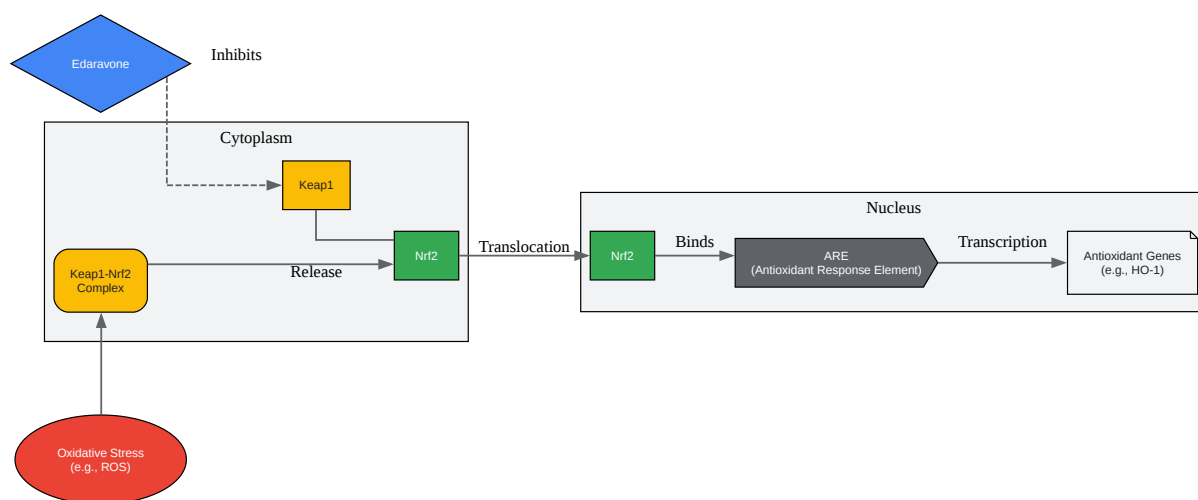 Edaravone
Inhibits
Cytoplasm
Keap1
Nrf2
Keap1-Nrf2
Complex
Release
Oxidative Stress
(e.g., ROS)
Translocation
Nucleus
Nrf2
Binds
ARE
(Antioxidant Response Element)
Transcription
Antioxidant Genes
(e.g., HO-1)